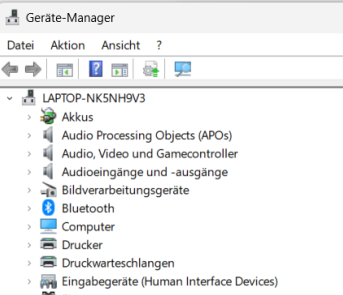 Geräte-Manager
Datei Aktion Ansicht ?
LAPTOP-NK5NH9V3
Akkus
Audio Processing Objects (APOs)
Audio, Video und Gamecontroller
Audioeingänge und -ausgänge
Bildverarbeitungsgeräte
Bluetooth
Computer
Drucker
Druckwarteschlangen
Eingabegeräte (Human Interface Devices)